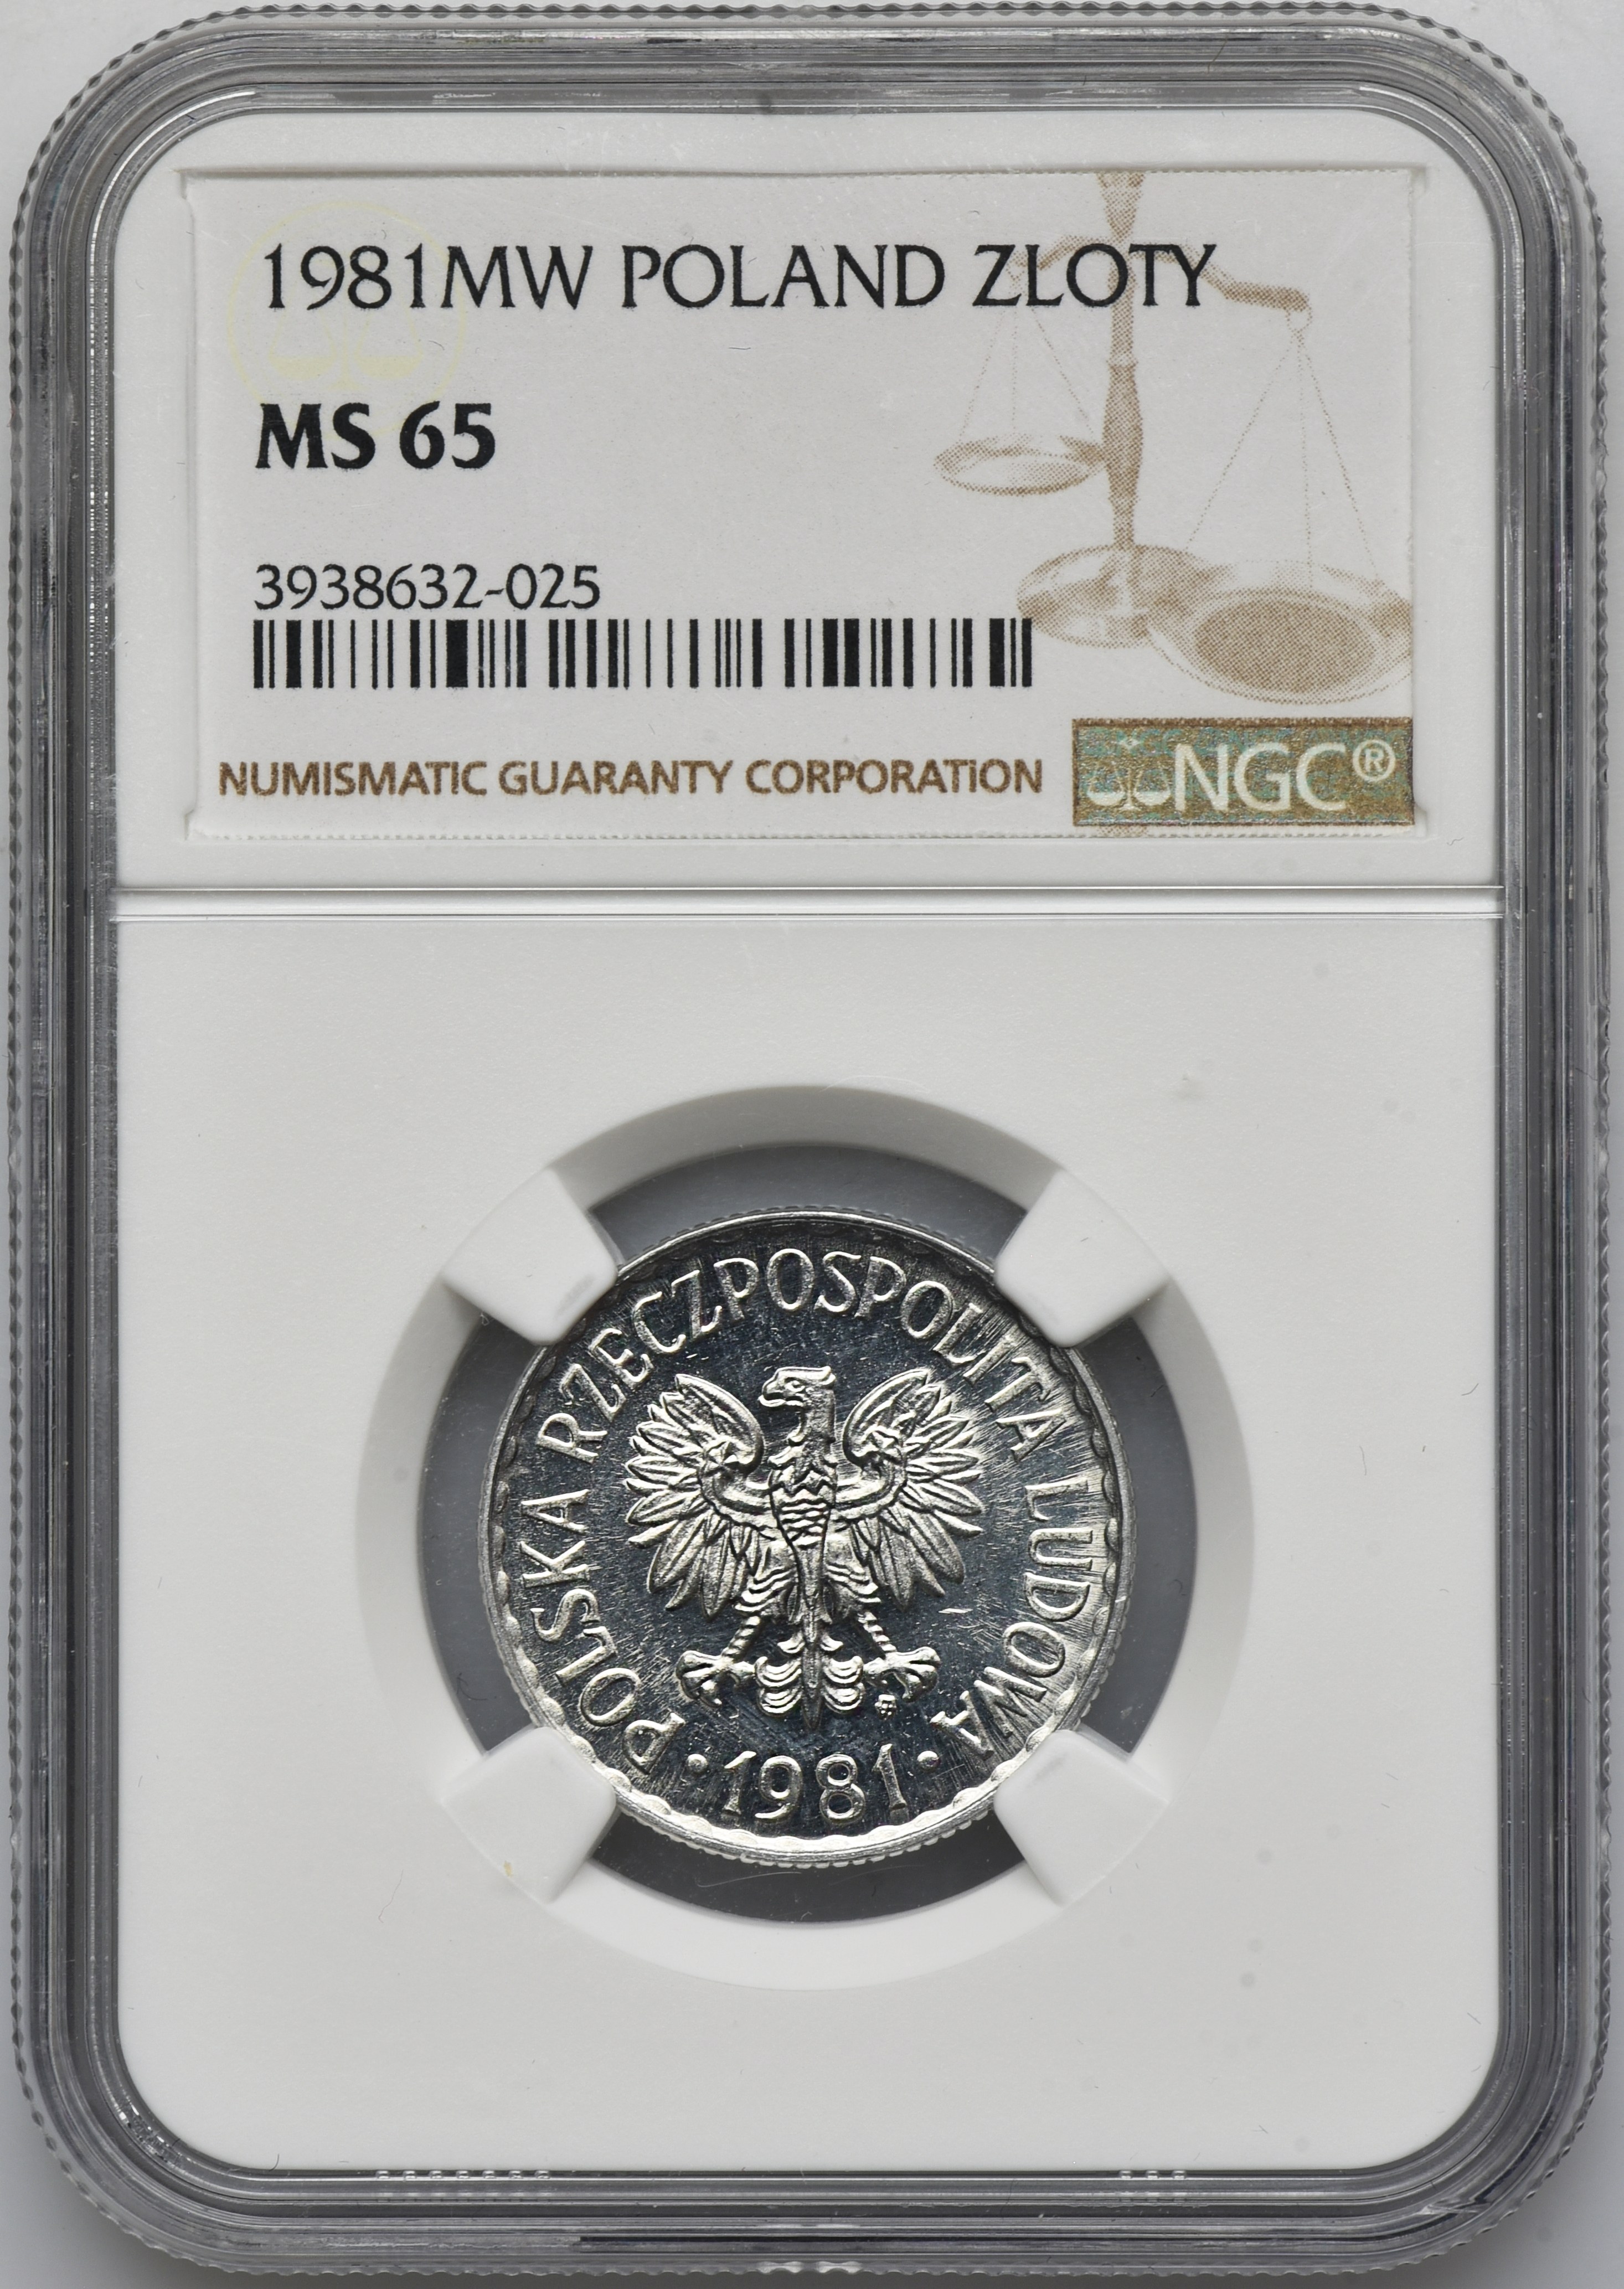 1981MW POLAND ZLOTY
MS 65
3938632-025
NUMISMATIC GUARANTY CORPORATiON
NGC®
POLSKA RZECZPOSPOLITA LUDOWA
· 1981 ·